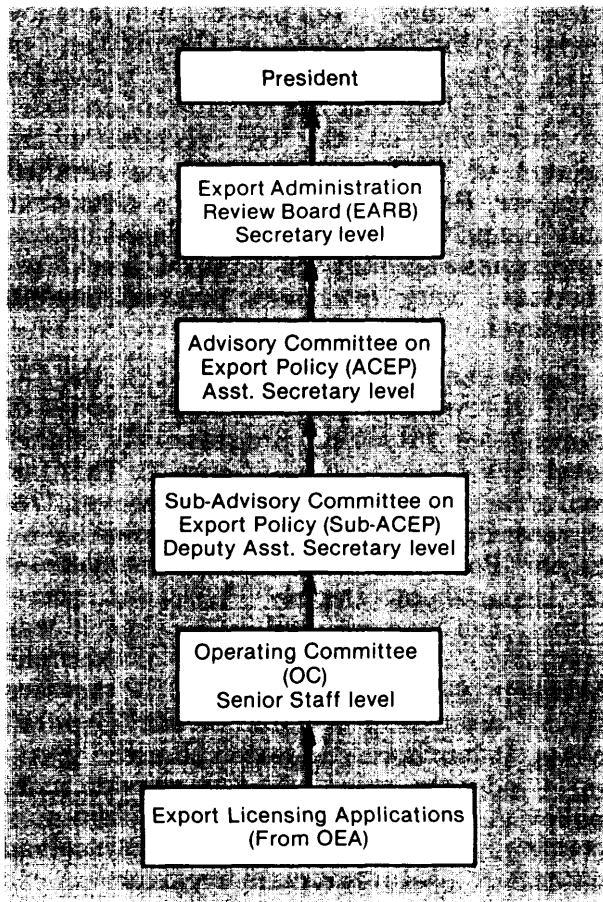 President
Export Administration
Review Board (EARB)
Secretary level
Advisory Committee on
Export Policy (ACEP)
Asst. Secretary level
Sub-Advisory Committee on
Export Policy (Sub-ACEP)
Deputy Asst. Secretary level
Operating Committee
(OC)
Senior Staff level
Export Licensing Applications
(From OEA)